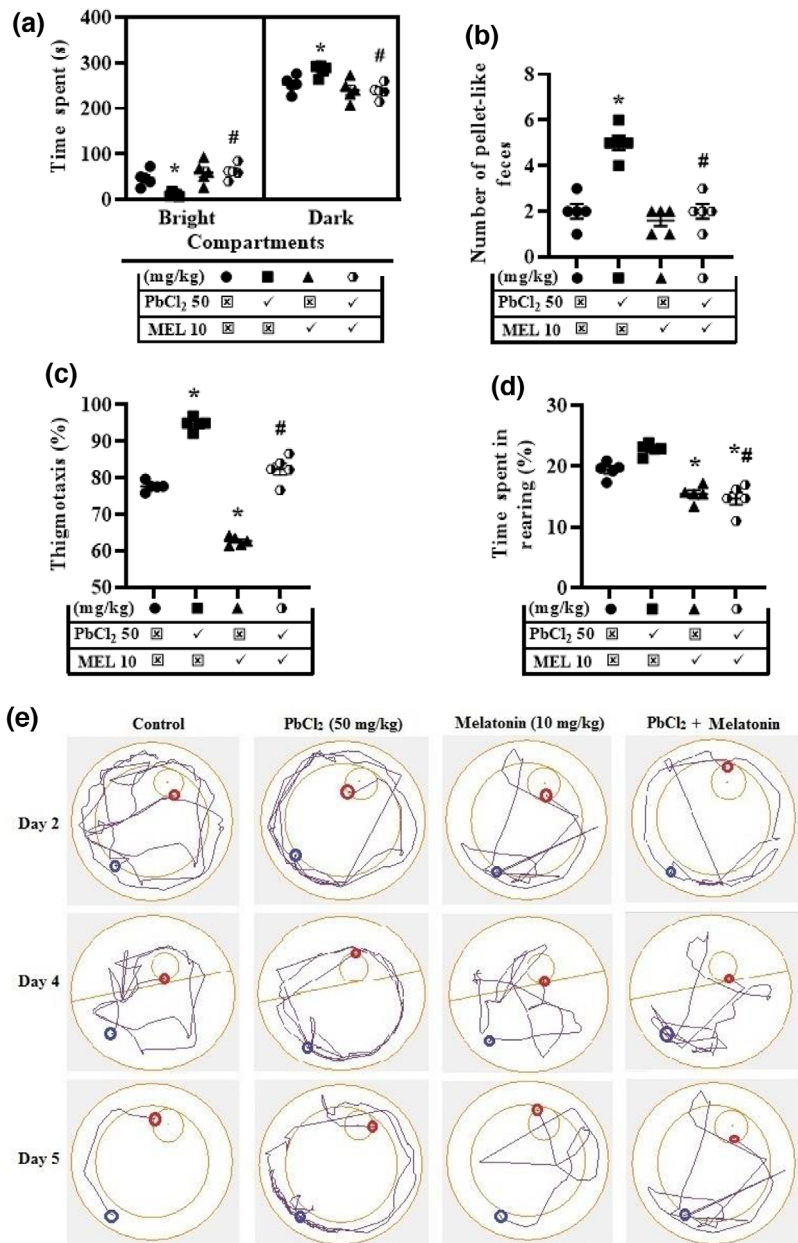 (a)
Time spent (s)
400
300
200
100
0
*
#
*
#
Bright
Dark
Compartments
(mg/kg)
PbCl₂ 50 ☒ ✓ ☒ ✓
MEL 10 ☒ ☒ ✓ ✓
(b)
Number of pellet-like
feces
8
6
4
2
0
*
#
(mg/kg)
PbCl₂ 50 ☒ ✓ ☒ ✓
MEL 10 ☒ ☒ ✓ ✓
(c)
Thigmotaxis (%)
100
90
80
70
60
50
*
*
#
(mg/kg)
PbCl₂ 50 ☒ ✓ ☒ ✓
MEL 10 ☒ ☒ ✓ ✓
(d)
Time spent in
rearing (%)
30
20
10
0
*
*#
(mg/kg)
PbCl₂ 50 ☒ ✓ ☒ ✓
MEL 10 ☒ ☒ ✓ ✓
(e)
Control PbCl₂ (50 mg/kg) Melatonin (10 mg/kg) PbCl₂ + Melatonin
Day 2
Day 4
Day 5